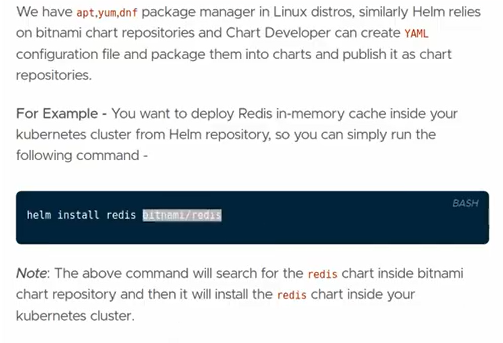 We have apt,yum,dnf package manager in Linux distros, similarly Helm relies
on bitnami chart repositories and Chart Developer can create YAML
configuration file and package them into charts and publish it as chart
repositories.
For Example - You want to deploy Redis in-memory cache inside your
kubernetes cluster from Helm repository, so you can simply run the
following command -
BASH
helm install redis bitnami/redis
Note: The above command will search for the redis chart inside bitnami
chart repository and then it will install the redis chart inside your
kubernetes cluster.